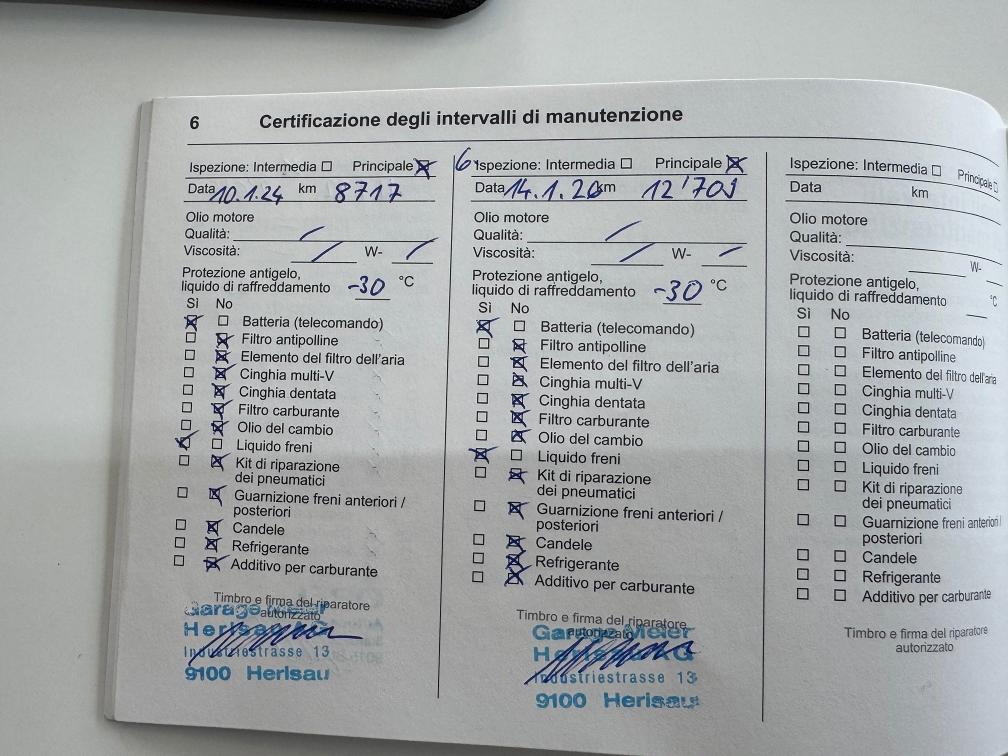 6 Certificazione degli intervalli di manutenzione
Ispezione: Intermedia ☐ Principale ☒
Data 10.1.24 km 8717
Olio motore
Qualità: /
Viscosità: / W- /
Protezione antigelo,
liquido di raffreddamento -30 °C
Sì No
☒ ☐ Batteria (telecomando)
☐ ☒ Filtro antipolline
☐ ☒ Elemento del filtro dell'aria
☐ ☒ Cinghia multi-V
☐ ☒ Cinghia dentata
☐ ☒ Filtro carburante
☐ ☒ Olio del cambio
☒ ☐ Liquido freni
☐ ☒ Kit di riparazione
dei pneumatici
☐ ☒ Guarnizione freni anteriori /
posteriori
☐ ☒ Candele
☐ ☒ Refrigerante
☐ ☒ Additivo per carburante
Timbro e firma del riparatore
autorizzato
Garage Meier
Herisau AG
Industriestrasse 13
9100 Herisau
6 Ispezione: Intermedia ☐ Principale ☒
Data 14.1.26 km 12'709
Olio motore
Qualità: /
Viscosità: / W- /
Protezione antigelo,
liquido di raffreddamento -30 °C
Sì No
☒ ☐ Batteria (telecomando)
☐ ☒ Filtro antipolline
☐ ☒ Elemento del filtro dell'aria
☐ ☒ Cinghia multi-V
☐ ☒ Cinghia dentata
☐ ☒ Filtro carburante
☐ ☒ Olio del cambio
☒ ☐ Liquido freni
☐ ☒ Kit di riparazione
dei pneumatici
☐ ☒ Guarnizione freni anteriori /
posteriori
☐ ☒ Candele
☐ ☒ Refrigerante
☐ ☒ Additivo per carburante
Timbro e firma del riparatore
autorizzato
Garage Meier
Herisau AG
Industriestrasse 13
9100 Herisau
Ispezione: Intermedia ☐ Principale ☐
Data km
Olio motore
Qualità:
Viscosità: W-
Protezione antigelo,
liquido di raffreddamento °C
Sì No
☐ ☐ Batteria (telecomando)
☐ ☐ Filtro antipolline
☐ ☐ Elemento del filtro dell'aria
☐ ☐ Cinghia multi-V
☐ ☐ Cinghia dentata
☐ ☐ Filtro carburante
☐ ☐ Olio del cambio
☐ ☐ Liquido freni
☐ ☐ Kit di riparazione
dei pneumatici
☐ ☐ Guarnizione freni anteriori /
posteriori
☐ ☐ Candele
☐ ☐ Refrigerante
☐ ☐ Additivo per carburante
Timbro e firma del riparatore
autorizzato